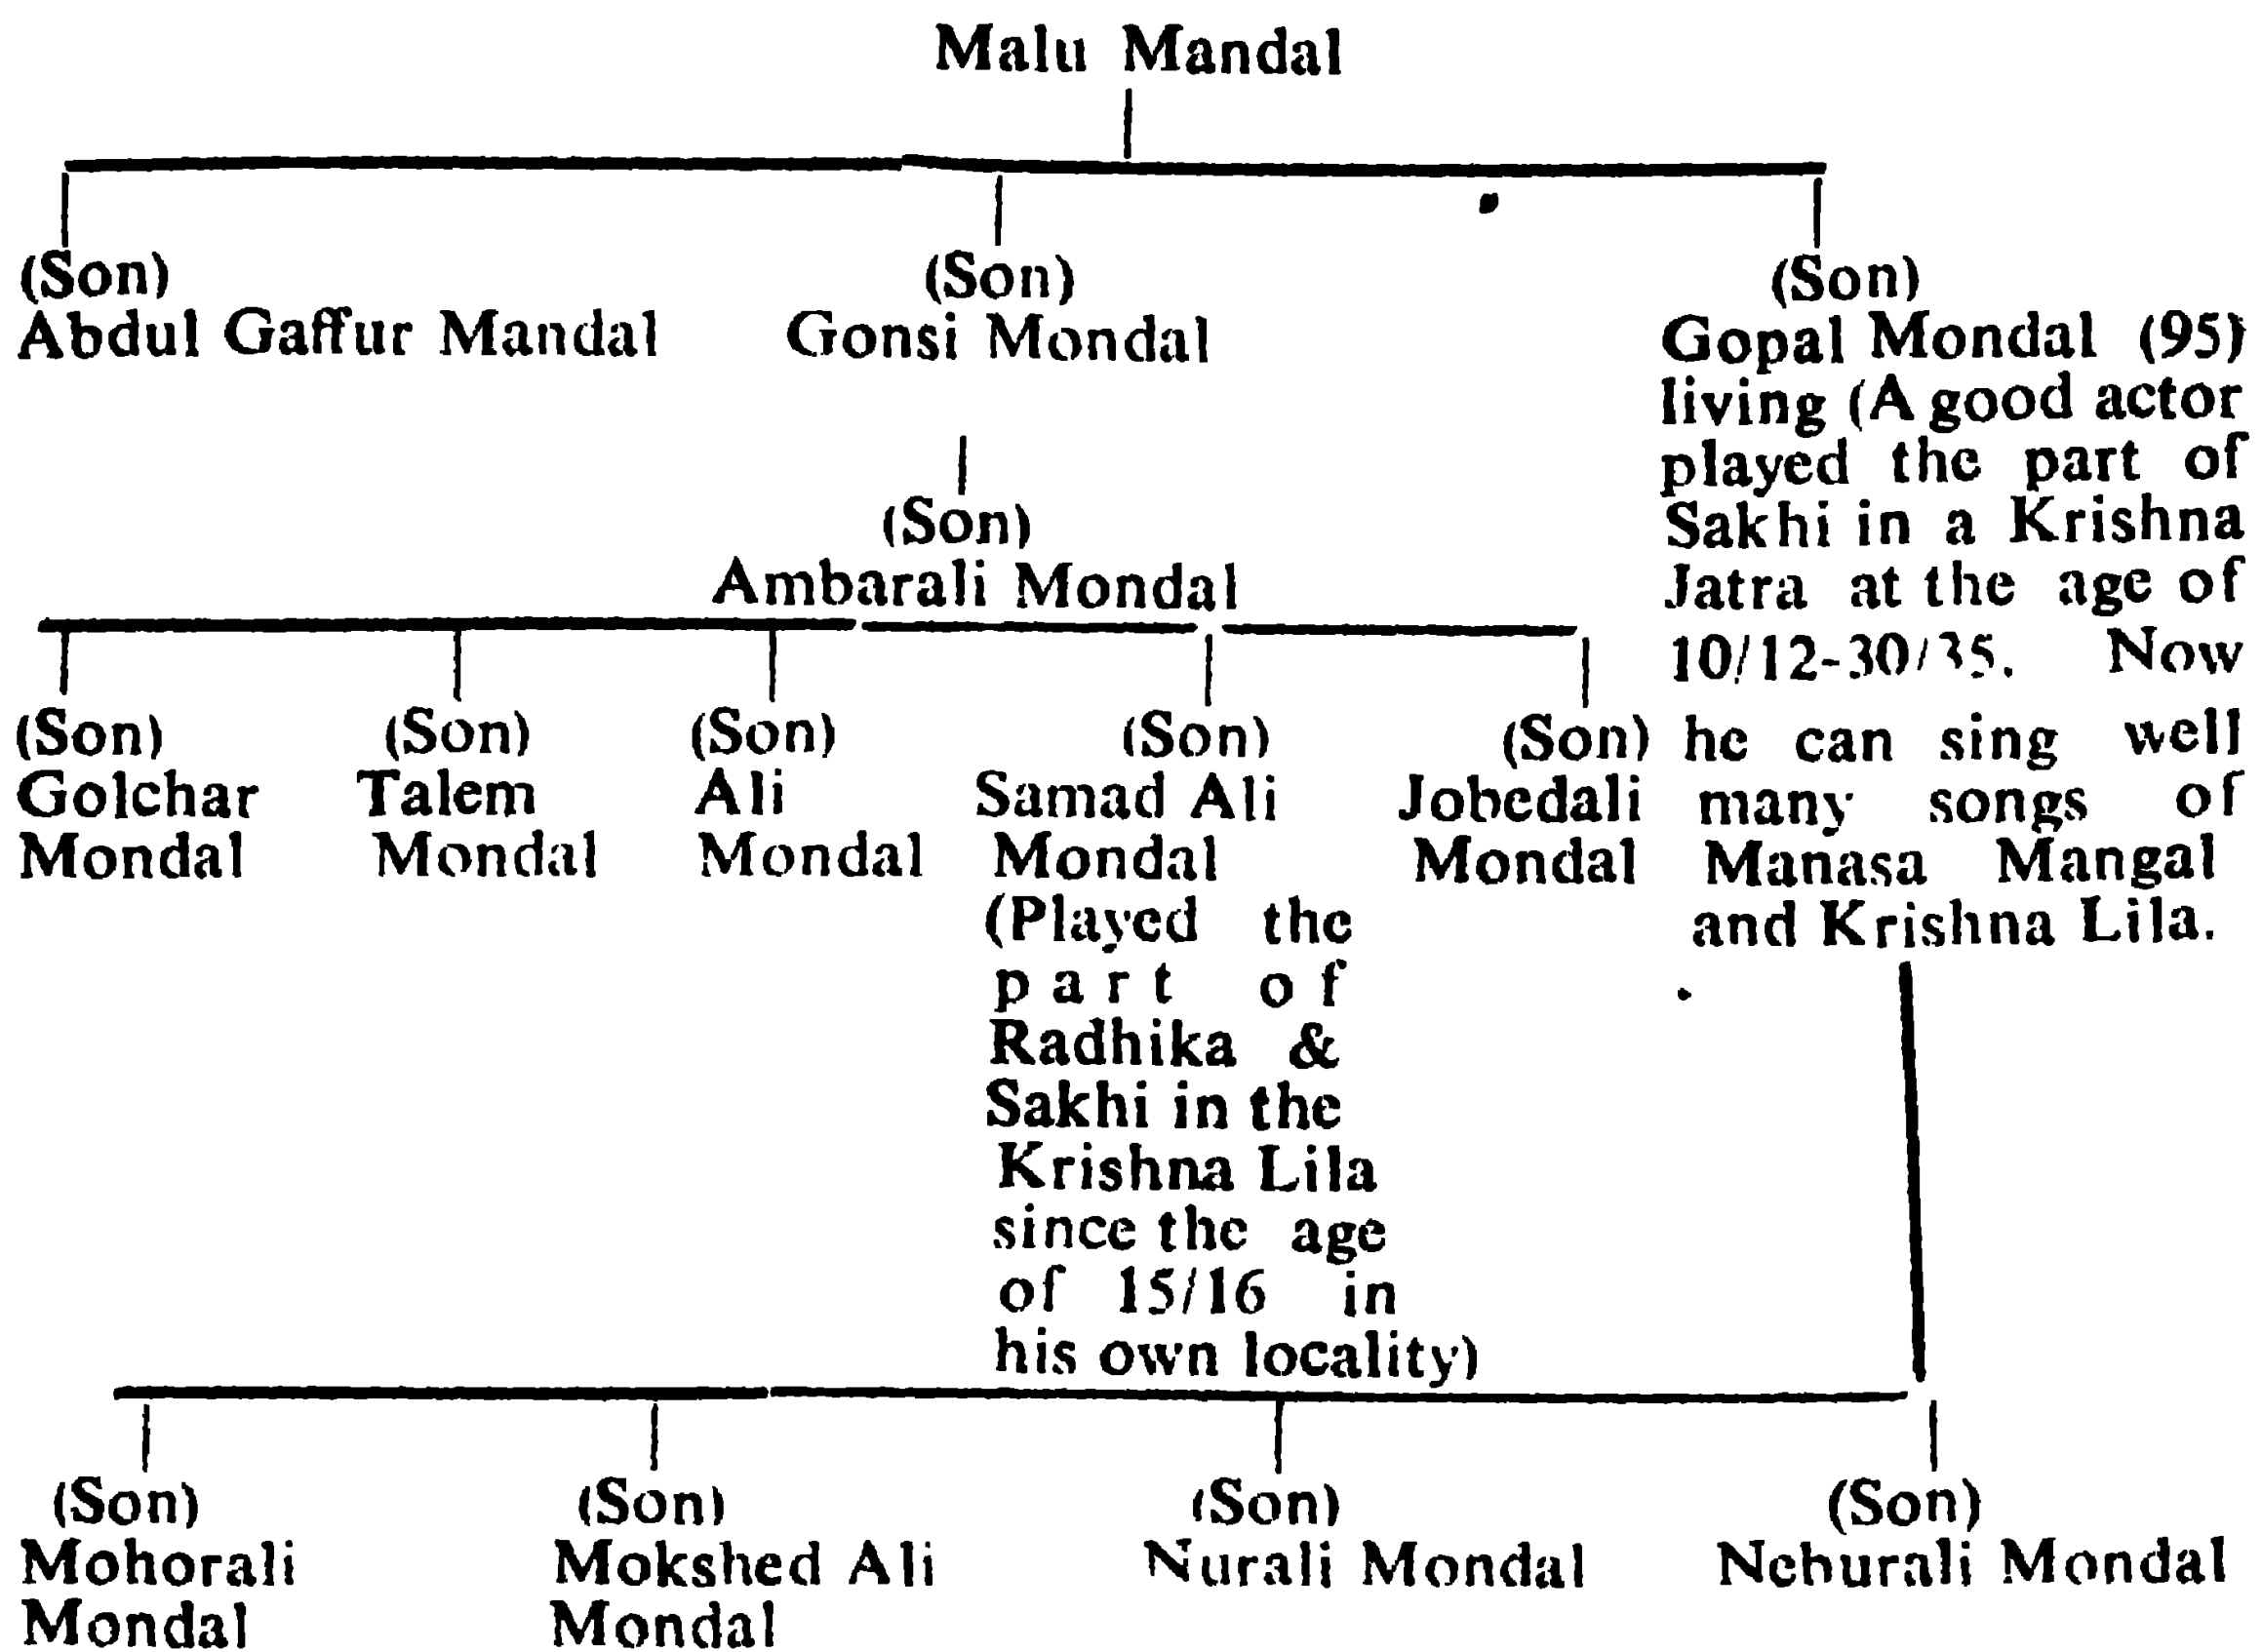 Malu Mandal
(Son) (Son) (Son)
Abdul Gaffur Mandal Gonsi Mondal Gopal Mondal (95)
living (A good actor
played the part of
Sakhi in a Krishna
Jatra at the age of
10/12-30/35. Now
he can sing well
many songs of
Manasa Mangal
and Krishna Lila.
(Son)
Ambarali Mondal
(Son) (Son) (Son) (Son) (Son)
Golchar Talem Ali Samad Ali Jobedali
Mondal Mondal Mondal Mondal Mondal
(Played the
part of
Radhika &
Sakhi in the
Krishna Lila
since the age
of 15/16 in
his own locality)
(Son) (Son) (Son) (Son)
Mohorali Mokshed Ali Nurali Mondal Nehurali Mondal
Mondal Mondal